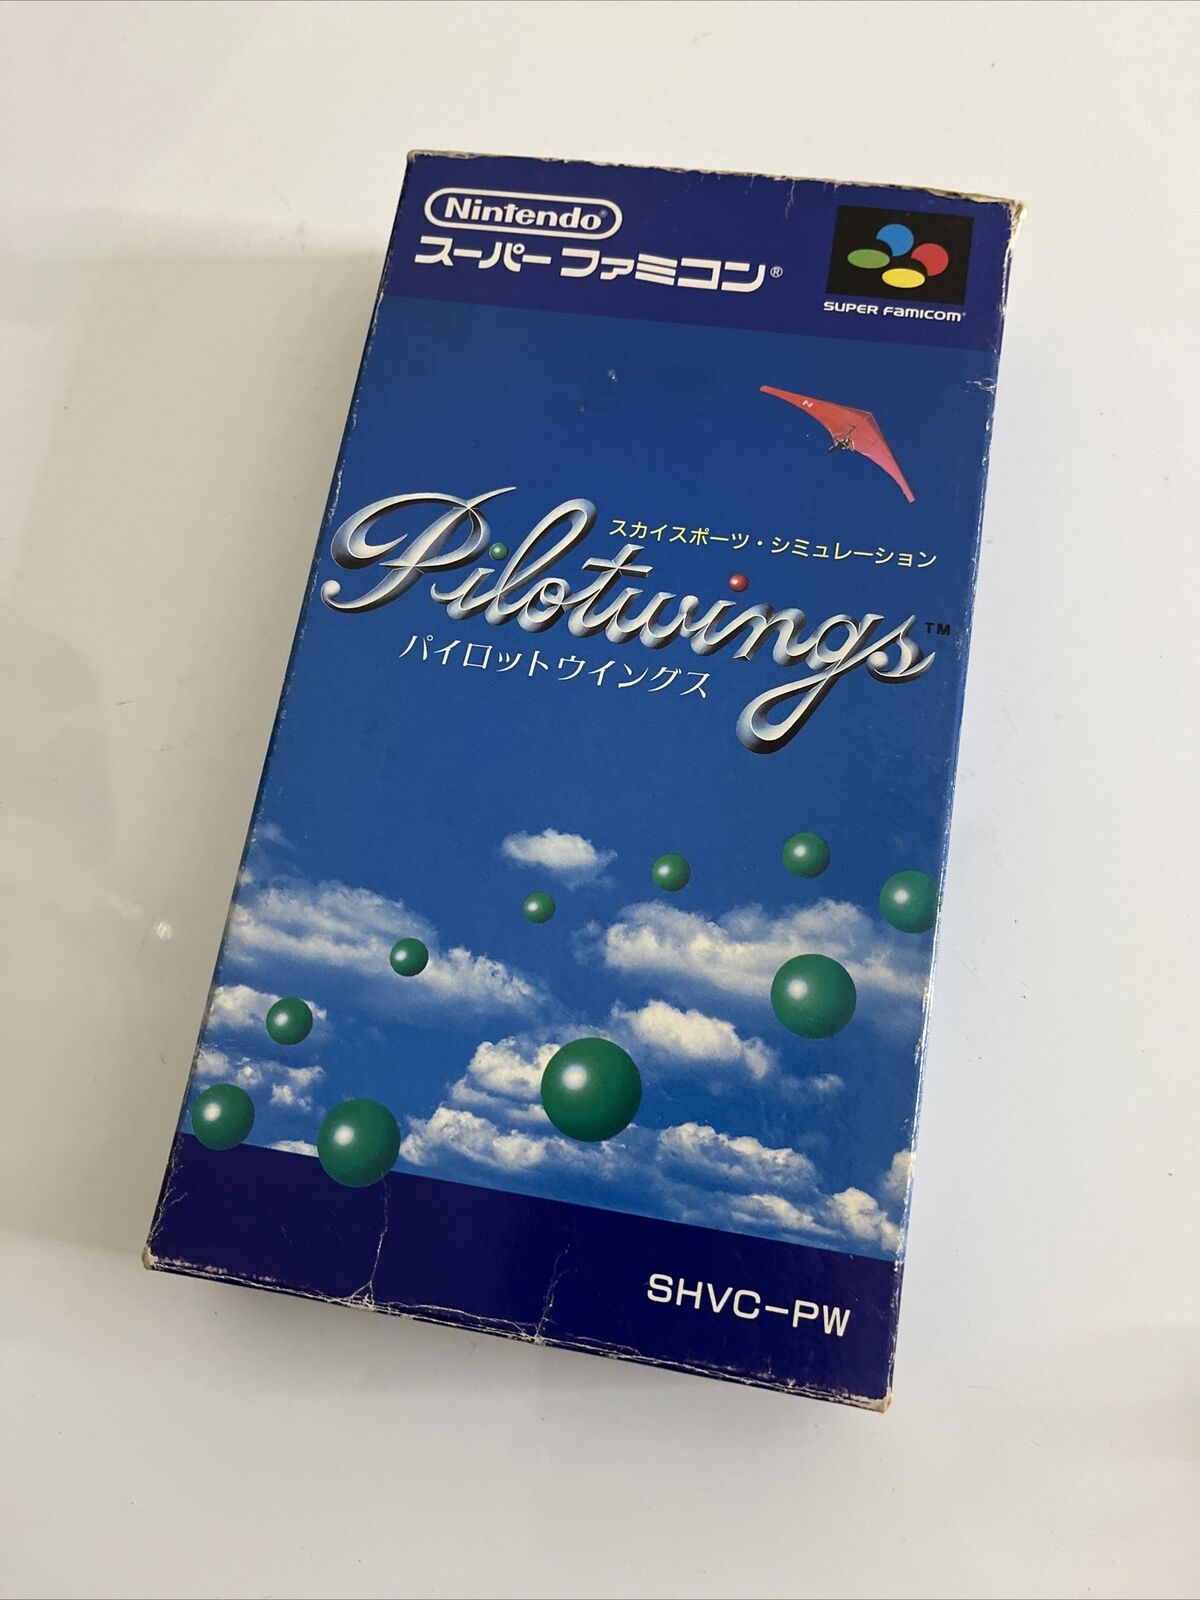 Nintendo®
スーパーファミコン®
SUPER FAMICOM
N
スカイスポーツ・シミュレーション
Pilotwings™
パイロットウイングス
SHVC-PW